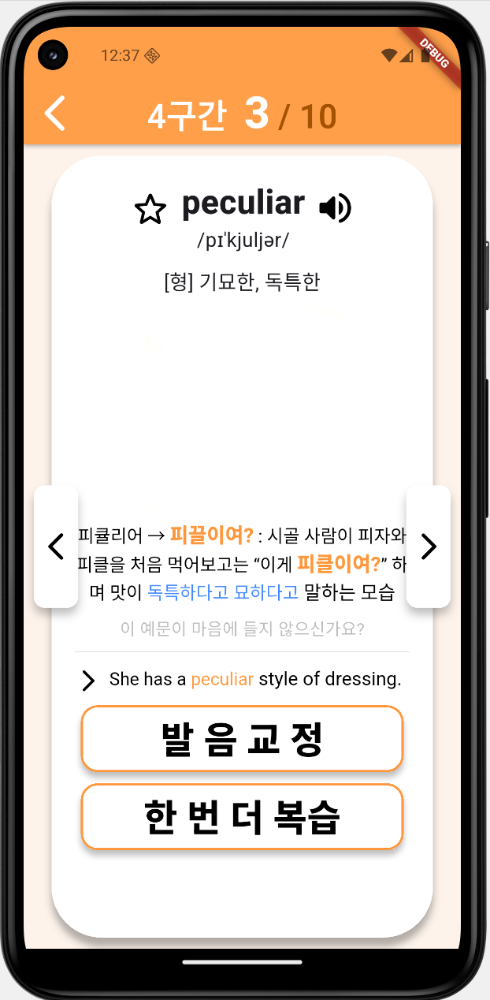 12:37
DEBUG
4구간 3 / 10
peculiar
/pɪˈkjuljər/
[형] 기묘한, 독특한
피큘리어 → 피끌이여? : 시골 사람이 피자와
피클을 처음 먹어보고는 “이게 피클이여?” 하
며 맛이 독특하다고 묘하다고 말하는 모습
이 예문이 마음에 들지 않으신가요?
She has a peculiar style of dressing.
발 음 교 정
한 번 더 복습